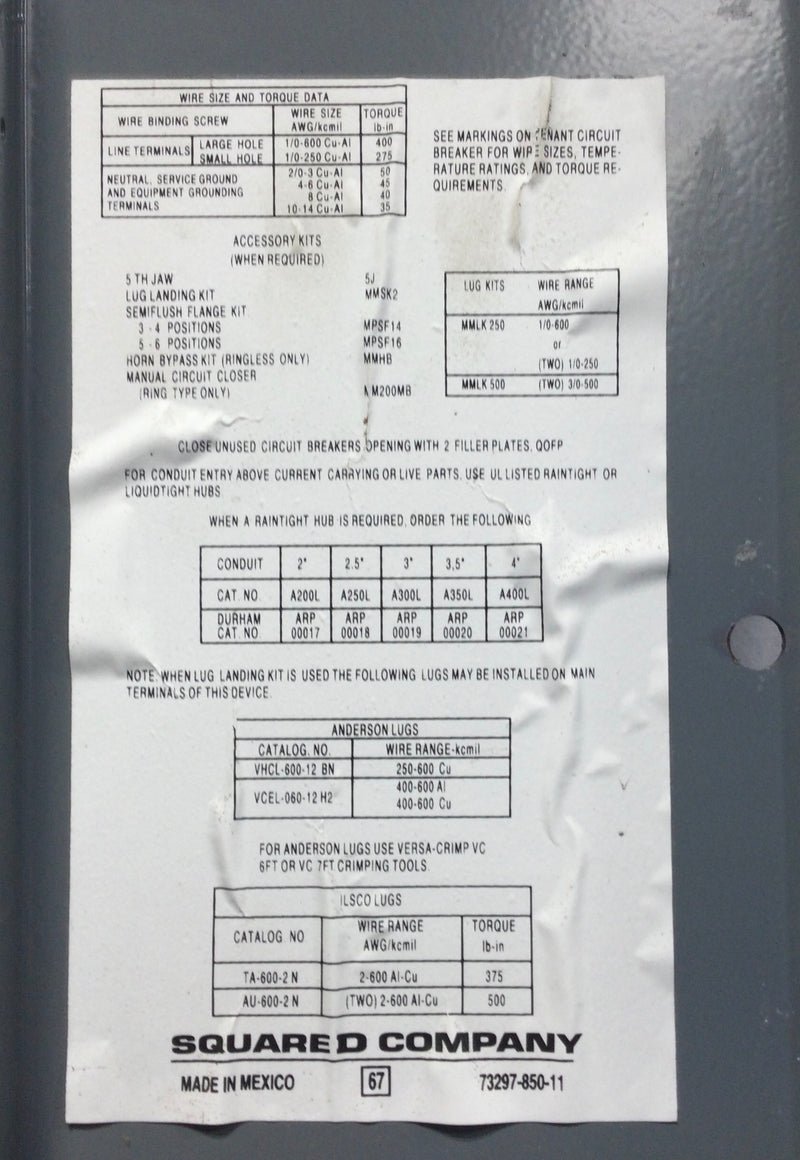 WIRE SIZE AND TORQUE DATA
WIRE BINDING SCREW WIRE SIZE AWG/kcmil TORQUE lb-in
LINE TERMINALS LARGE HOLE 1/0-600 Cu-Al 400
SMALL HOLE 1/0-250 Cu-Al 275
NEUTRAL, SERVICE GROUND AND EQUIPMENT GROUNDING TERMINALS
2/0-3 Cu-Al 50
4-6 Cu-Al 45
8 Cu-Al 40
10-14 Cu-Al 35
SEE MARKINGS ON TENANT CIRCUIT
BREAKER FOR WIRE SIZES, TEMPE-
RATURE RATINGS, AND TORQUE RE-
QUIREMENTS.
ACCESSORY KITS
(WHEN REQUIRED)
5 TH JAW 5J
LUG LANDING KIT MMSK2
SEMIFLUSH FLANGE KIT
3 - 4 POSITIONS MPSF14
5 - 6 POSITIONS MPSF16
HORN BYPASS KIT (RINGLESS ONLY) MMHB
MANUAL CIRCUIT CLOSER
(RING TYPE ONLY) M200MB
LUG KITS WIRE RANGE
AWG/kcmil
MMLK 250 1/0-600
or
(TWO) 1/0-250
MMLK 500 (TWO) 3/0-500
CLOSE UNUSED CIRCUIT BREAKERS OPENING WITH 2 FILLER PLATES. QOFP
FOR CONDUIT ENTRY ABOVE CURRENT CARRYING OR LIVE PARTS. USE UL LISTED RAINTIGHT OR
LIQUIDTIGHT HUBS
WHEN A RAINTIGHT HUB IS REQUIRED, ORDER THE FOLLOWING
CONDUIT 2" 2.5" 3" 3,5" 4"
CAT. NO. A200L A250L A300L A350L A400L
DURHAM ARP ARP ARP ARP ARP
CAT. NO. 00017 00018 00019 00020 00021
NOTE: WHEN LUG LANDING KIT IS USED THE FOLLOWING LUGS MAY BE INSTALLED ON MAIN
TERMINALS OF THIS DEVICE.
ANDERSON LUGS
CATALOG. NO. WIRE RANGE-kcmil
VHCL-600-12 BN 250-600 Cu
VCEL-060-12 H2 400-600 Al
400-600 Cu
FOR ANDERSON LUGS USE VERSA-CRIMP VC
6FT OR VC 7FT CRIMPING TOOLS
ILSCO LUGS
CATALOG NO WIRE RANGE AWG/kcmil TORQUE lb-in
TA-600-2 N 2-600 Al-Cu 375
AU-600-2 N (TWO) 2-600 Al-Cu 500
SQUARE D COMPANY
MADE IN MEXICO 67 73297-850-11